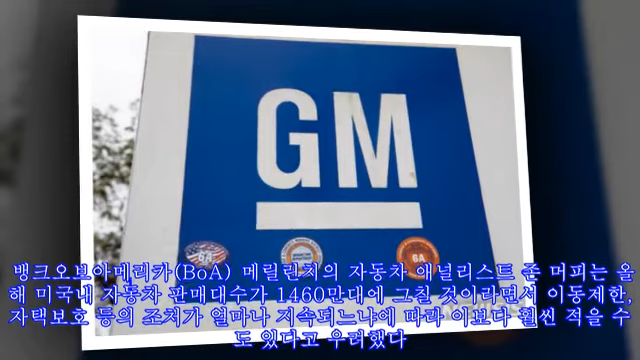 GM
6A
GA
뱅크오브아메리카(BoA) 메릴린치의 자동차 애널리스트 존 머피는 올
해 미국내 자동차 판매대수가 1460만대에 그칠 것이라면서 이동제한,
자택보호 등의 조처가 얼마나 지속되느냐에 따라 이보다 훨씬 적을 수
도 있다고 우려했다